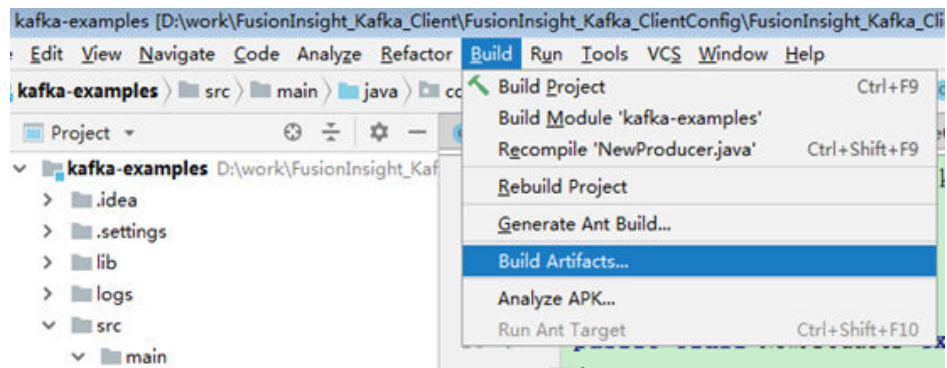 kafka-examples [D:\work\FusionInsight_Kafka_Client\FusionInsight_Kafka_ClientConfig\FusionInsight_Kafka_Cli
Edit View Navigate Code Analyze Refactor Build Run Tools VCS Window Help
kafka-examples src main java
Build Project Ctrl+F9
Build Module 'kafka-examples'
Project
Recompile 'NewProducer.java' Ctrl+Shift+F9
kafka-examples D:\work\FusionInsight_Kaf
Rebuild Project
.idea
Generate Ant Build...
.settings
lib
Build Artifacts...
logs
Analyze APK...
src
Run Ant Target Ctrl+Shift+F10
main